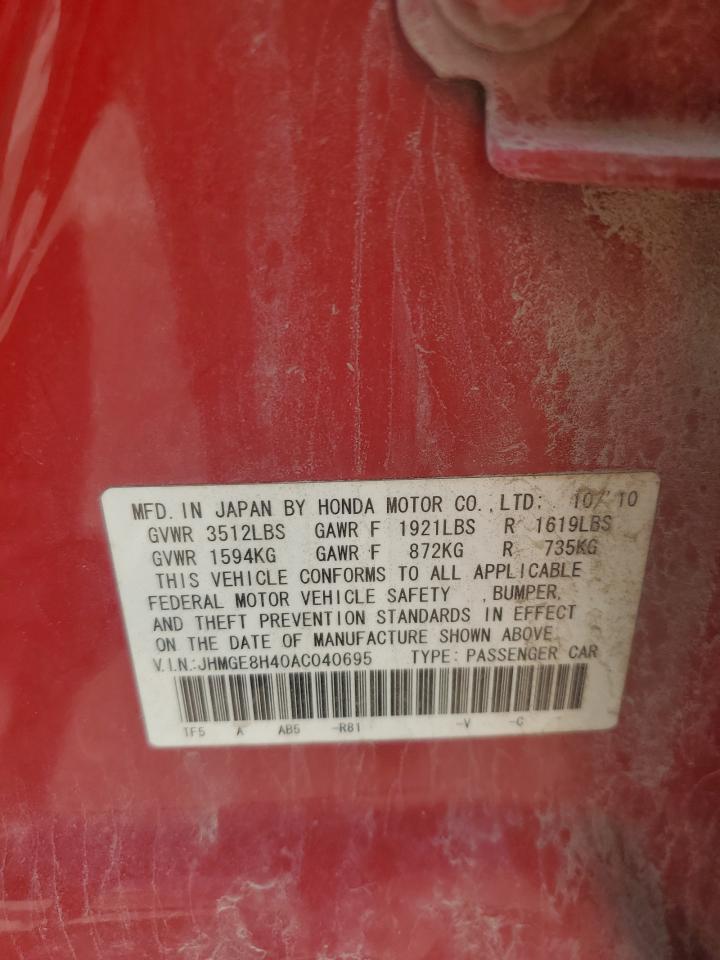 MFD. IN JAPAN BY HONDA MOTOR CO., LTD. 10/'10
GVWR 3512LBS GAWR F 1921LBS R 1619LBS
GVWR 1594KG GAWR F 872KG R 735KG
THIS VEHICLE CONFORMS TO ALL APPLICABLE
FEDERAL MOTOR VEHICLE SAFETY , BUMPER,
AND THEFT PREVENTION STANDARDS IN EFFECT
ON THE DATE OF MANUFACTURE SHOWN ABOVE.
V.I.N.:JHMGE8H40AC040695 TYPE: PASSENGER CAR
TF5 A AB5 -R81 -V -C